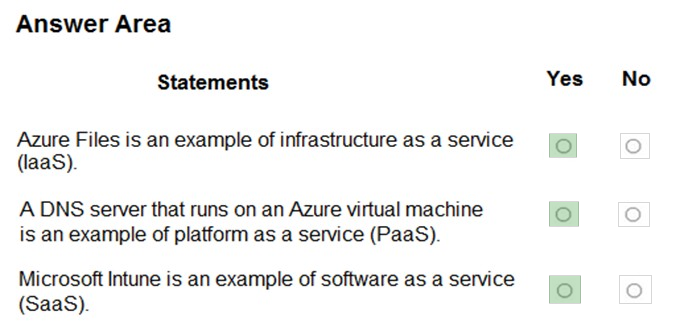 Answer Area
Statements Yes No
Azure Files is an example of infrastructure as a service
(IaaS).
A DNS server that runs on an Azure virtual machine
is an example of platform as a service (PaaS).
Microsoft Intune is an example of software as a service
(SaaS).